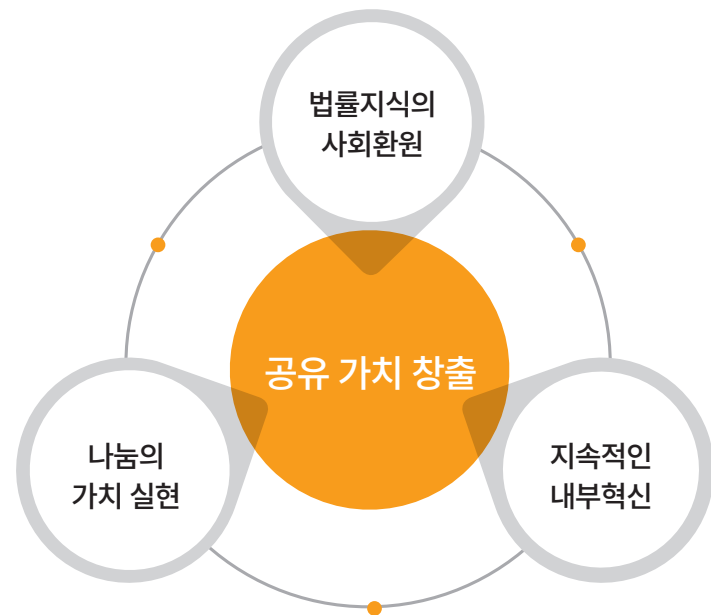 법률지식의
사회환원
공유 가치 창출
나눔의
가치 실현
지속적인
내부혁신